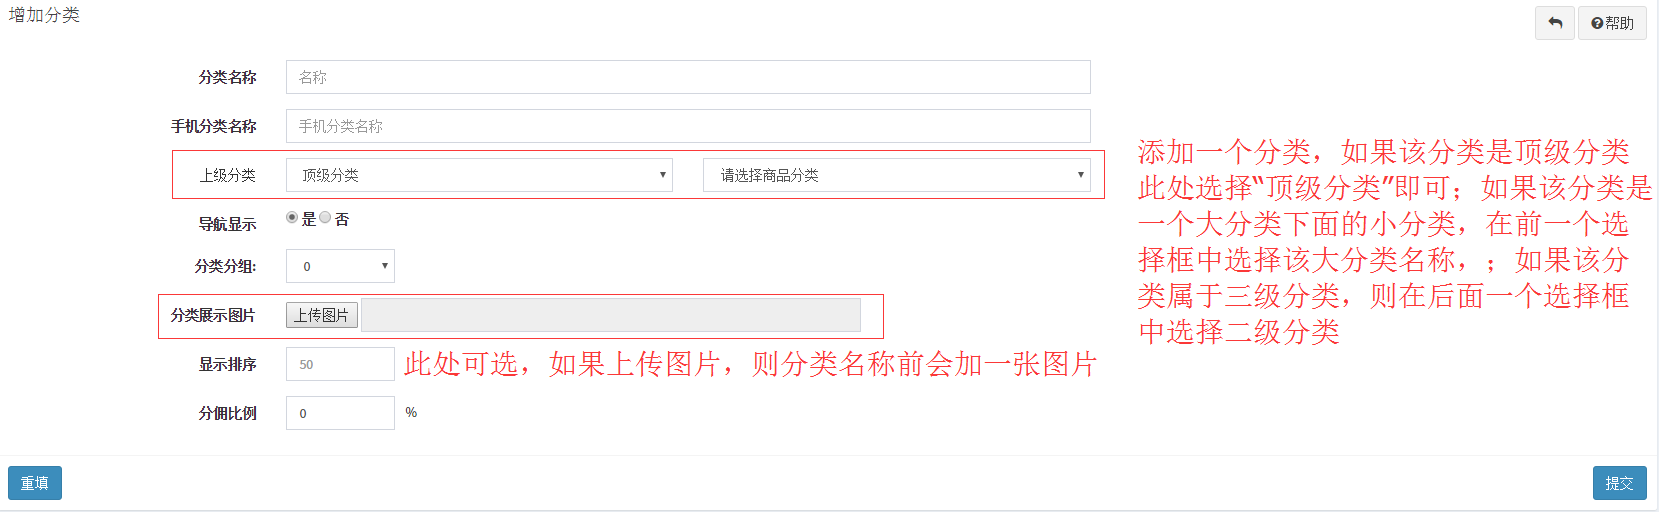 增加分类
帮助
分类名称 名称
手机分类名称 手机分类名称
上级分类 顶级分类 请选择商品分类
导航显示 是 否
分类分组: 0
分类展示图片 上传图片
显示排序 50
分佣比例 0 %
添加一个分类，如果该分类是顶级分类
此处选择“顶级分类”即可；如果该分类是
一个大分类下面的小分类，在前一个选
择框中选择该大分类名称，；如果该分
类属于三级分类，则在后面一个选择框
中选择二级分类
此处可选，如果上传图片，则分类名称前会加一张图片
重填
提交